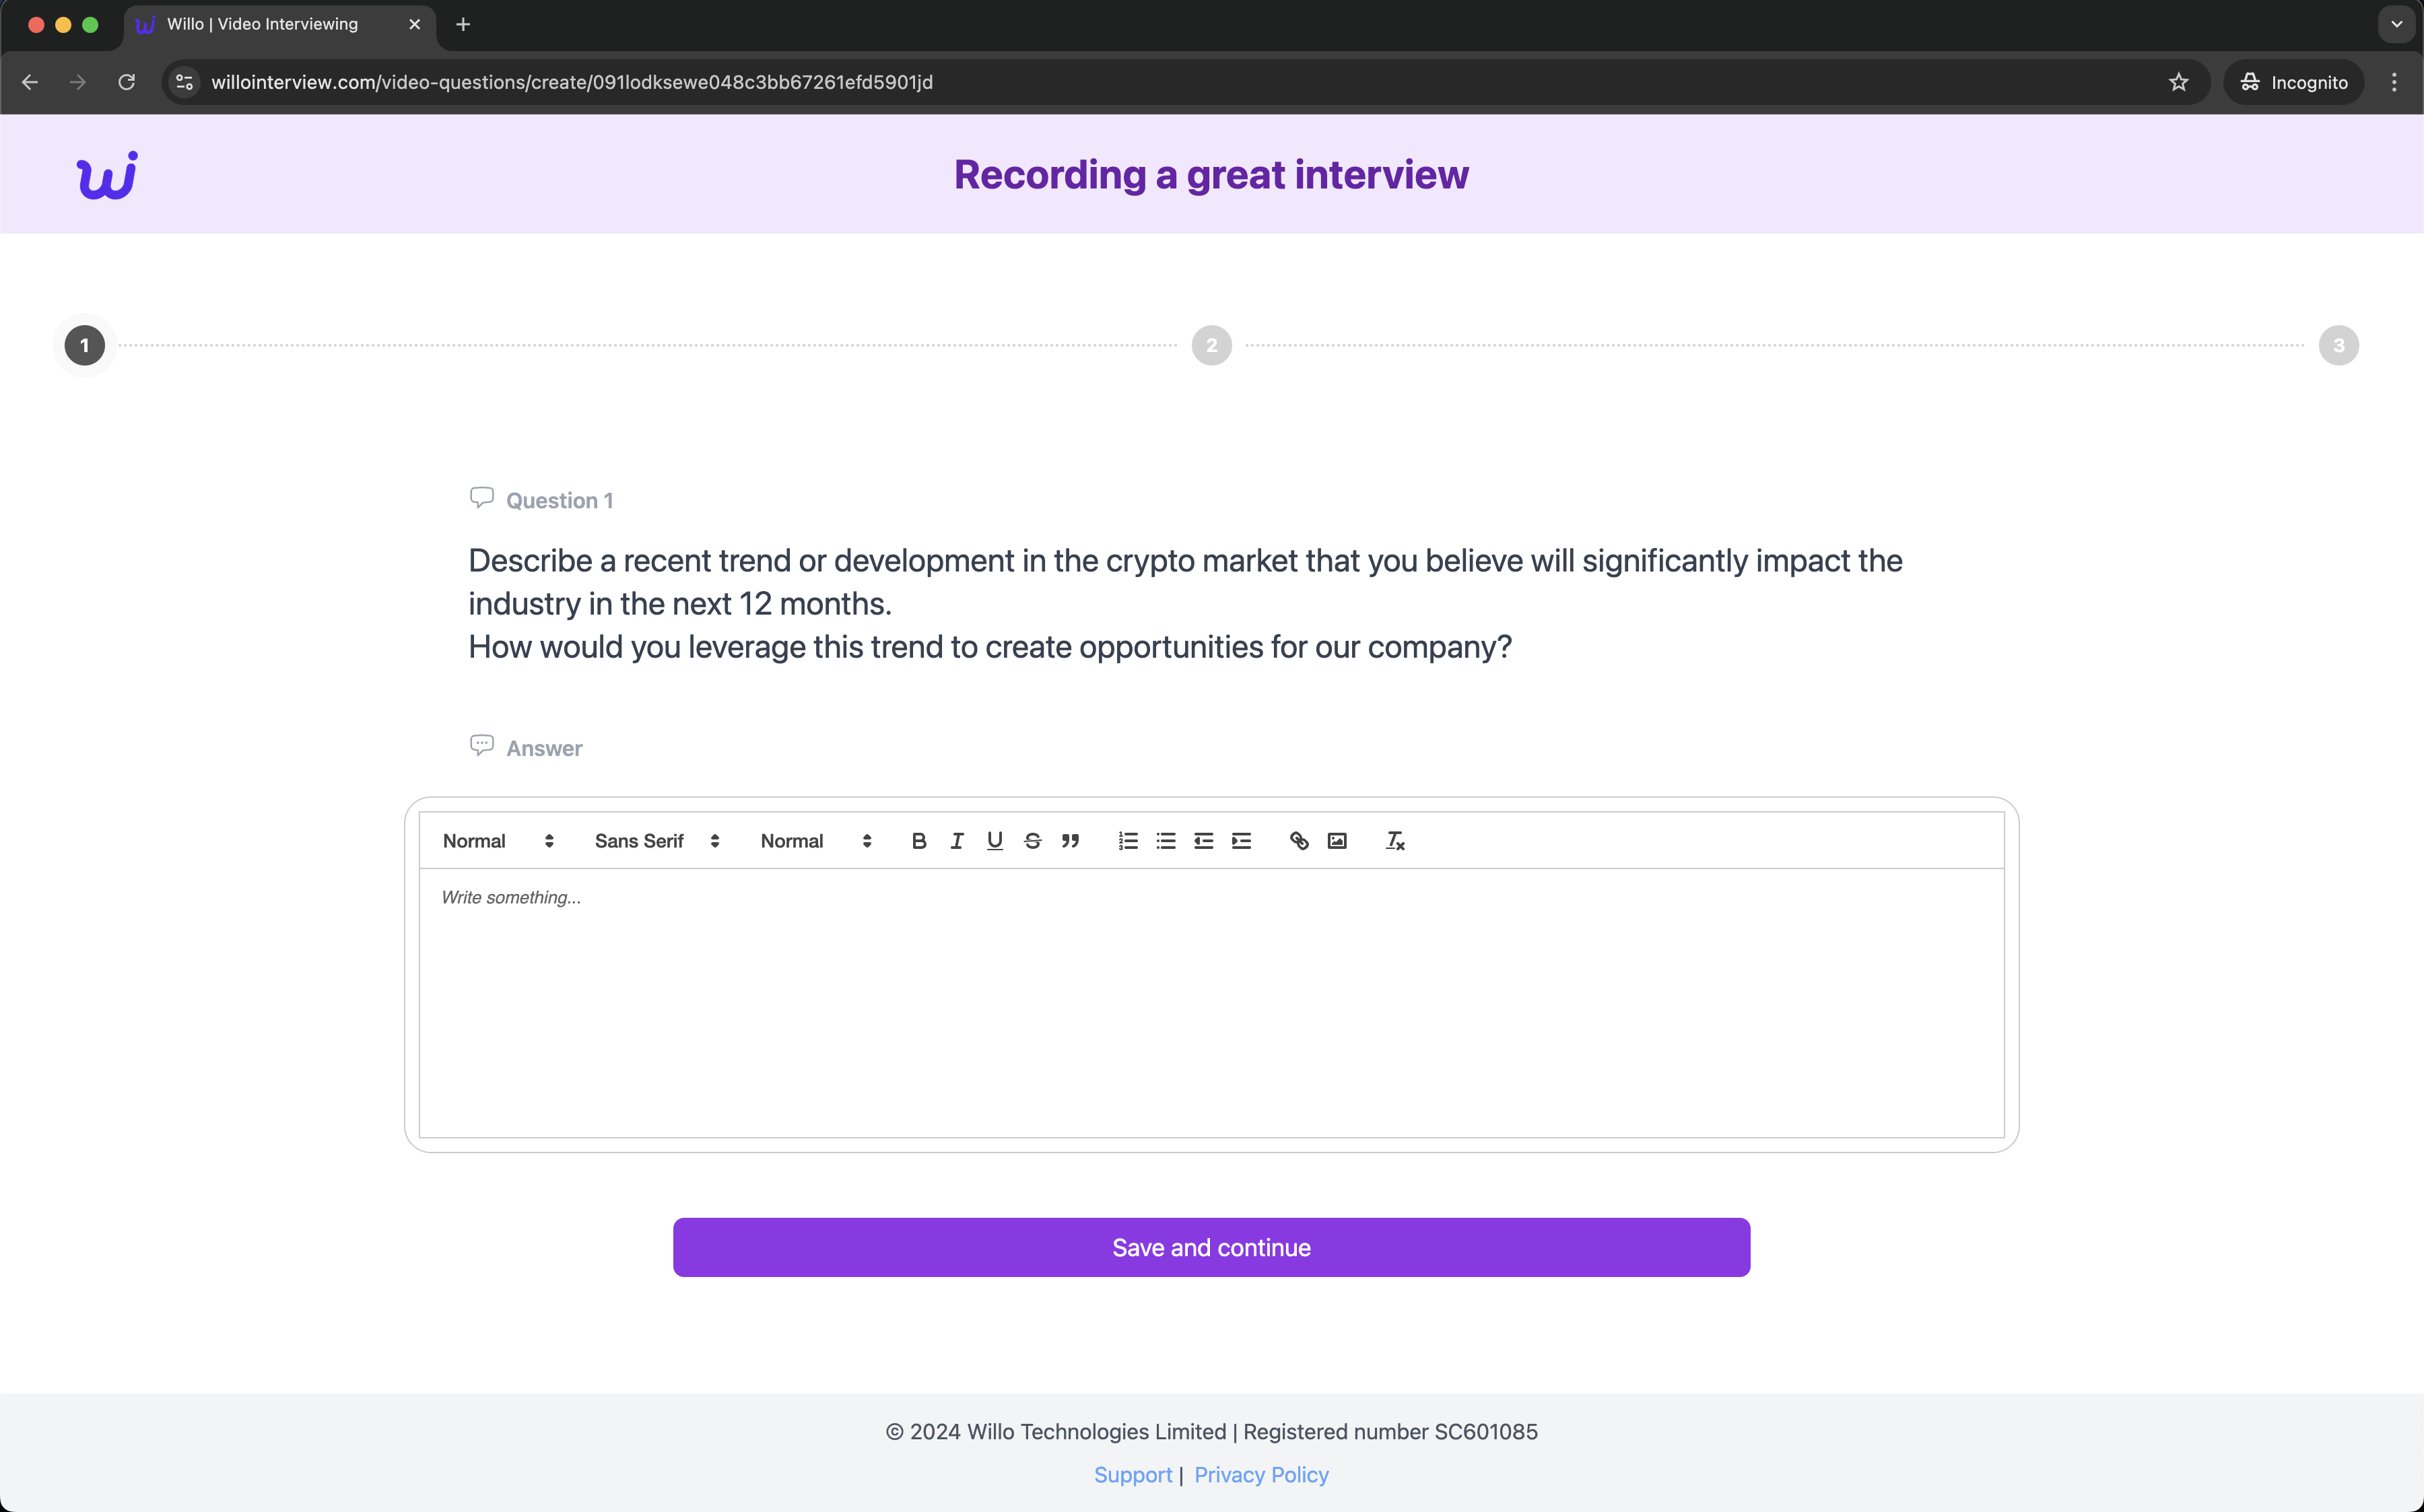 Willo | Video Interviewing
willointerview.com/video-questions/create/091lodksewe048c3bb67261efd5901jd
Incognito
wi
Recording a great interview
1
2
3
Question 1
Describe a recent trend or development in the crypto market that you believe will significantly impact the
industry in the next 12 months.
How would you leverage this trend to create opportunities for our company?
Answer
Normal Sans Serif Normal B I U S
Write something...
Save and continue
© 2024 Willo Technologies Limited | Registered number SC601085
Support | Privacy Policy